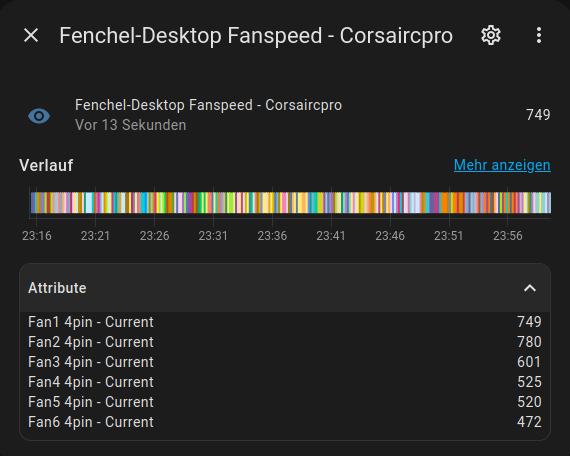 Fenchel-Desktop Fanspeed - Corsaircpro
Fenchel-Desktop Fanspeed - Corsaircpro
749
Vor 13 Sekunden
Verlauf
Mehr anzeigen
23:16 23:21 23:26 23:31 23:36 23:41 23:46 23:51 23:56
Attribute
Fan1 4pin - Current 749
Fan2 4pin - Current 780
Fan3 4pin - Current 601
Fan4 4pin - Current 525
Fan5 4pin - Current 520
Fan6 4pin - Current 472